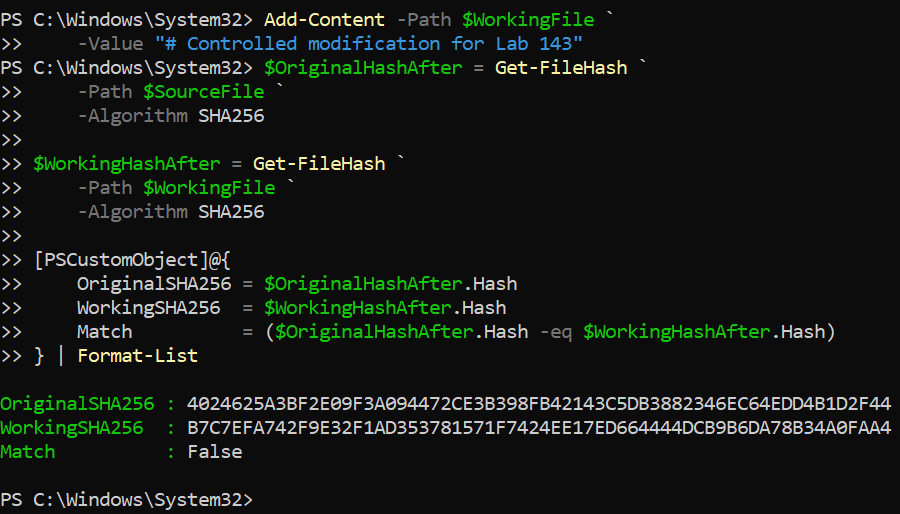 PS C:\Windows\System32> Add-Content -Path $WorkingFile `
>>     -Value "# Controlled modification for Lab 143"
PS C:\Windows\System32> $OriginalHashAfter = Get-FileHash `
>>     -Path $SourceFile `
>>     -Algorithm SHA256
>>
>> $WorkingHashAfter = Get-FileHash `
>>     -Path $WorkingFile `
>>     -Algorithm SHA256
>>
>> [PSCustomObject]@{
>>     OriginalSHA256 = $OriginalHashAfter.Hash
>>     WorkingSHA256  = $WorkingHashAfter.Hash
>>     Match          = ($OriginalHashAfter.Hash -eq $WorkingHashAfter.Hash)
>> } | Format-List
OriginalSHA256 : 4024625A3BF2E09F3A094472CE3B398FB42143C5DB3882346EC64EDD4B1D2F44
WorkingSHA256  : B7C7EFA742F9E32F1AD353781571F7424EE17ED664444DCB9B6DA78B34A0FAA4
Match          : False
PS C:\Windows\System32>